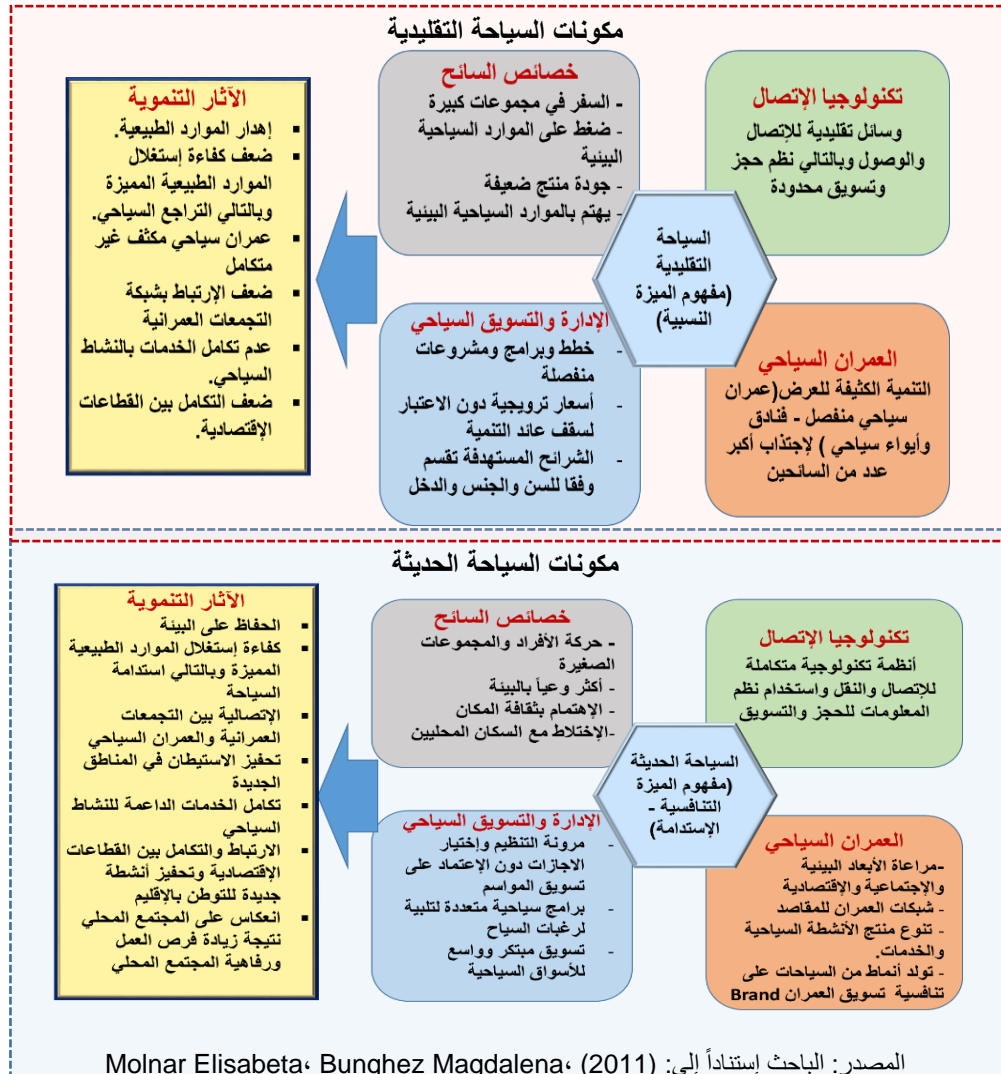 مكونات السياحة التقليدية
تكنولوجيا الإتصال
وسائل تقليدية للإتصال
والوصول وبالتالي نظم حجز
وتسويق محدودة
خصائص السائح
- السفر في مجموعات كبيرة
- ضغط على الموارد السياحية
البيئية
- جودة منتج ضعيفة
- يهتم بالموارد السياحية البيئية
السياحة
التقليدية
(مفهوم الميزة
النسبية)
العمران السياحي
التنمية الكثيفة للعرض(عمران
سياحي منفصل - فنادق
وأيواء سياحي ) لإجتذاب أكبر
عدد من السائحين
الإدارة والتسويق السياحي
- خطط وبرامج ومشروعات
منفصلة
- أسعار ترويجية دون الاعتبار
لسقف عائد التنمية
- الشرائح المستهدفة تقسم
وفقا للسن والجنس والدخل
الآثار التنموية
▪ إهدار الموارد الطبيعية.
▪ ضعف كفاءة إستغلال
الموارد الطبيعية المميزة
وبالتالي التراجع السياحي.
▪ عمران سياحي مكثف غير
متكامل
▪ ضعف الإرتباط بشبكة
التجمعات العمرانية
▪ عدم تكامل الخدمات بالنشاط
السياحي.
▪ ضعف التكامل بين القطاعات
الإقتصادية.
مكونات السياحة الحديثة
تكنولوجيا الإتصال
أنظمة تكنولوجية متكاملة
للإتصال والنقل واستخدام نظم
المعلومات للحجز والتسويق
خصائص السائح
- حركة الأفراد والمجموعات
الصغيرة
- أكثر وعياً بالبيئة
- الإهتمام بثقافة المكان
-الإختلاط مع السكان المحليين
السياحة الحديثة
(مفهوم الميزة
التنافسية -
الإستدامة)
العمران السياحي
-مراعاة الأبعاد البيئية
والإجتماعية والإقتصادية
- شبكات العمران للمقاصد
- تنوع منتج الأنشطة السياحية
والخدمات.
- تولد أنماط من السياحات على
تنافسية تسويق العمران Brand
الإدارة والتسويق السياحي
- مرونة التنظيم وإختيار
الاجازات دون الإعتماد على
تسويق المواسم
- برامج سياحية متعددة لتلبية
لرغبات السياح
- تسويق مبتكر وواسع
للأسواق السياحية
الآثار التنموية
▪ الحفاظ على البيئة
▪ كفاءة إستغلال الموارد الطبيعية
المميزة وبالتالي استدامة
السياحة
▪ الإتصالية بين التجمعات
العمرانية والعمران السياحي
▪ تحفيز الاستيطان في المناطق
الجديدة
▪ تكامل الخدمات الداعمة للنشاط
السياحي
▪ الارتباط والتكامل بين القطاعات
الإقتصادية وتحفيز أنشطة
جديدة للتوطن بالإقليم
▪ انعكاس على المجتمع المحلي
نتيجة زيادة فرص العمل
ورفاهية المجتمع المحلي
المصدر: الباحث إستناداً إلى: Molnar Elisabeta، Bunghez Magdalena، (2011)